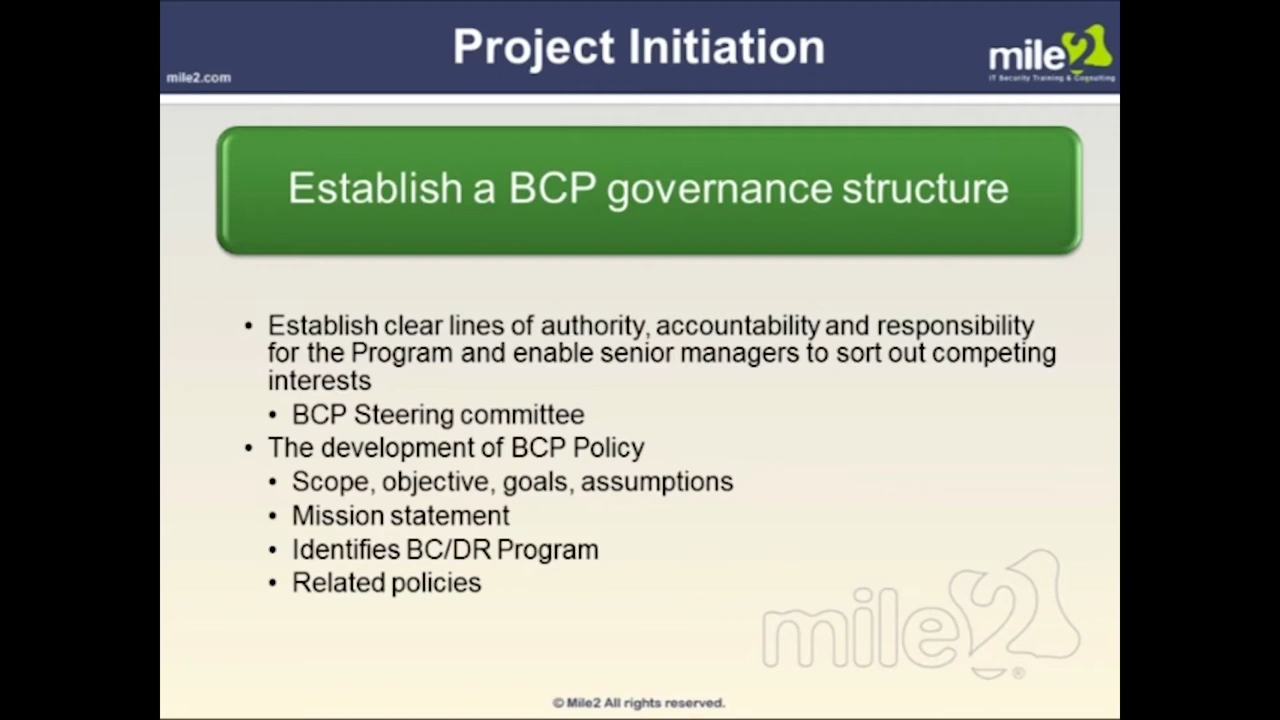 Project Initiation
mile2.com
mile2
IT Security Training & Consulting
Establish a BCP governance structure
• Establish clear lines of authority, accountability and responsibility
for the Program and enable senior managers to sort out competing
interests
• BCP Steering committee
• The development of BCP Policy
• Scope, objective, goals, assumptions
• Mission statement
• Identifies BC/DR Program
• Related policies
mile2®
© Mile2 All rights reserved.